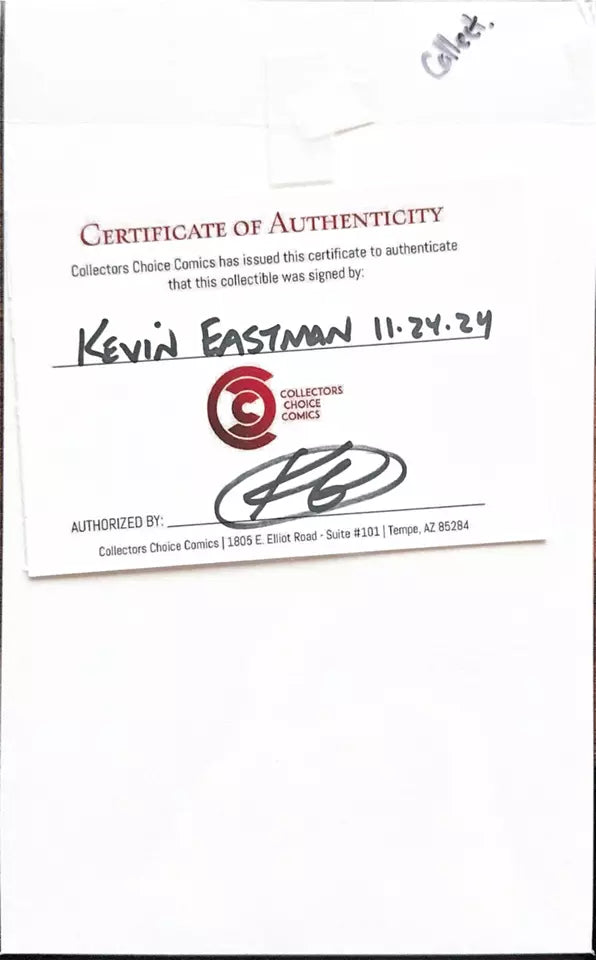 Collect.
CERTIFICATE OF AUTHENTICITY
Collectors Choice Comics has issued this certificate to authenticate
that this collectible was signed by:
KEVIN EASTMAN 11·24·24
COLLECTORS
CHOICE
COMICS
AUTHORIZED BY:
Collectors Choice Comics | 1805 E. Elliot Road - Suite #101 | Tempe, AZ 85284